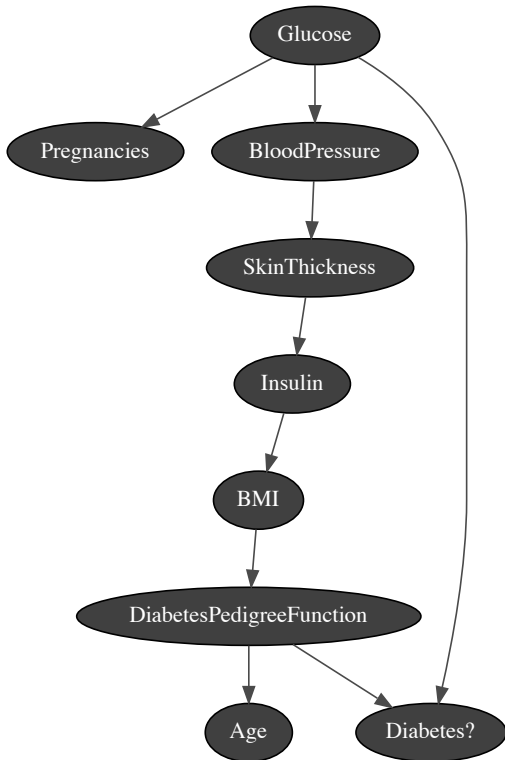 Glucose
Pregnancies
BloodPressure
SkinThickness
Insulin
BMI
DiabetesPedigreeFunction
Age
Diabetes?